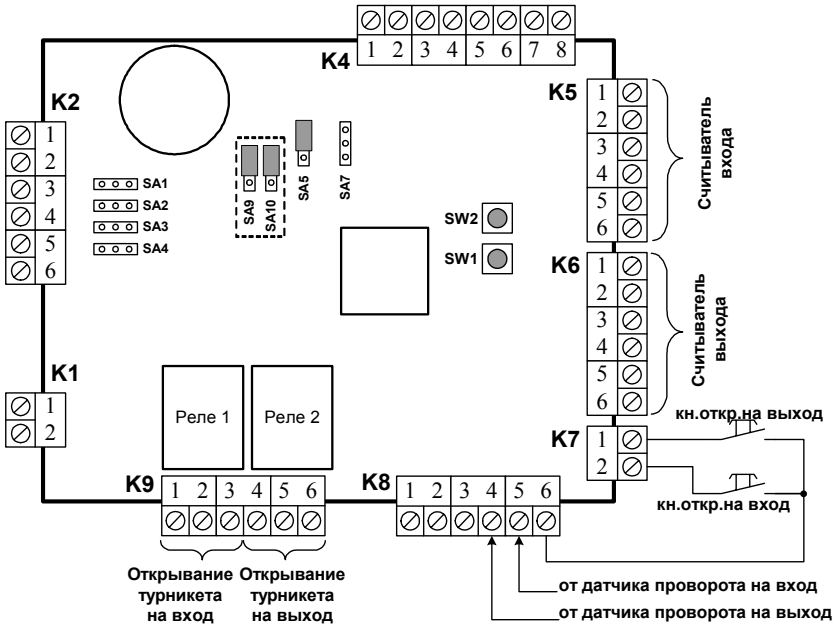 K4
1 2 3 4 5 6 7 8
K2
1
2
3
4
5
6
SA1
SA2
SA3
SA4
SA9
SA10
SA5
SA7
SW2
SW1
K5
1
2
3
4
5
6
Считыватель
входа
K6
1
2
3
4
5
6
Считыватель
выхода
K1
1
2
Реле 1
Реле 2
K7
1
2
кн.откр.на выход
кн.откр.на вход
K9
1 2 3 4 5 6
K8
1 2 3 4 5 6
Открывание
турникета
на вход
Открывание
турникета
на выход
от датчика проворота на вход
от датчика проворота на выход